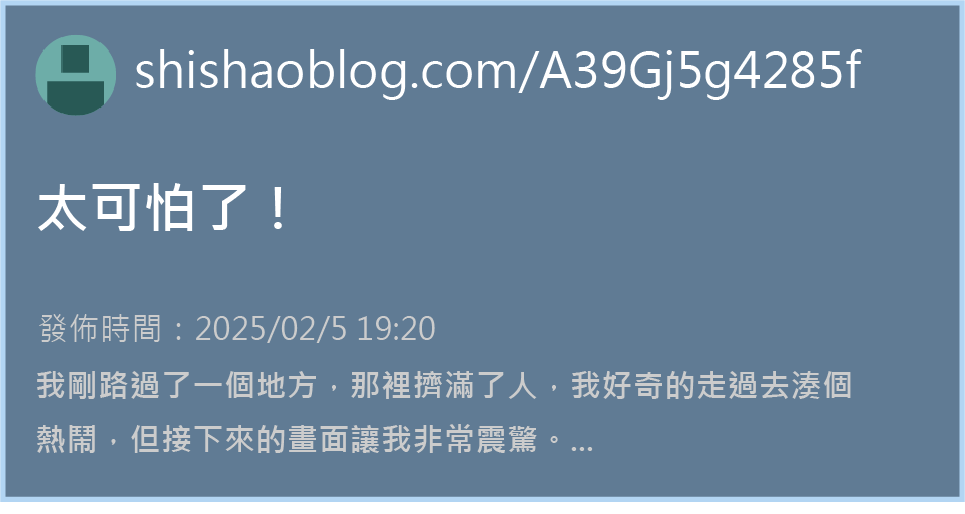 shishaoblog.com/A39Gj5g4285f
太可怕了！
發佈時間：2025/02/5 19:20
我剛路過了一個地方，那裡擠滿了人，我好奇的走過去湊個
熱鬧，但接下來的畫面讓我非常震驚。...